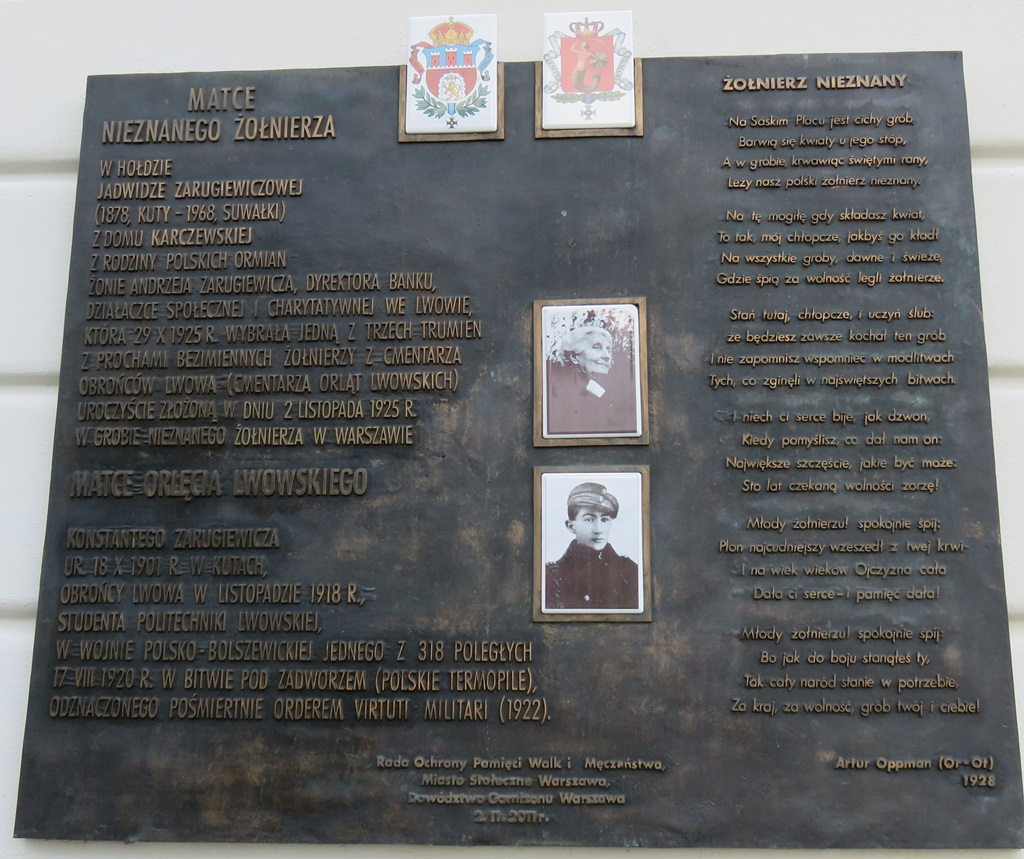 MATCE
NIEZNANEGO ŻOŁNIERZA
W HOŁDZIE
JADWIDZE ZARUGIEWICZOWEJ
(1878, KUTY – 1968, SUWAŁKI)
Z DOMU KARCZEWSKIEJ
Z RODZINY POLSKICH ORMIAN
ŻONIE ANDRZEJA ZARUGIEWICZA, DYREKTORA BANKU,
DZIAŁACZCE SPOŁECZNEJ I CHARYTATYWNEJ WE LWOWIE,
KTÓRA 29 X 1925 R. WYBRAŁA JEDNĄ Z TRZECH TRUMIEN
Z PROCHAMI BEZIMIENNYCH ŻOŁNIERZY Z CMENTARZA
OBROŃCÓW LWOWA (CMENTARZA ORLĄT LWOWSKICH)
UROCZYŚCIE ZŁOŻONĄ W DNIU 2 LISTOPADA 1925 R.
W GROBIE NIEZNANEGO ŻOŁNIERZA W WARSZAWIE
MATCE ORLĘCIA LWOWSKIEGO
KONSTANTEGO ZARUGIEWICZA
UR. 18 X 1901 R. W KUTACH,
OBROŃCY LWOWA W LISTOPADZIE 1918 R.,
STUDENTA POLITECHNIKI LWOWSKIEJ,
W WOJNIE POLSKO-BOLSZEWICKIEJ JEDNEGO Z 318 POLEGŁYCH
17 VIII 1920 R. W BITWIE POD ZADWORZEM (POLSKIE TERMOPILE),
ODZNACZONEGO POŚMIERTNIE ORDEREM VIRTUTI MILITARI (1922).
ŻOŁNIERZ NIEZNANY
Na Saskim Placu jest cichy grób,
Barwią się kwiaty u jego stóp,
A w grobie, krwawiąc świętymi rany,
Leży nasz polski żołnierz nieznany.
Na tę mogiłę gdy składasz kwiat,
To tak, mój chłopcze, jakbyś go kładł
Na wszystkie groby, dawne i świeże,
Gdzie śpią za wolność legli żołnierze.
Stań tutaj, chłopcze, i uczyń ślub:
że będziesz zawsze kochał ten grób
I nie zapomnisz wspomnieć w modlitwach
Tych, co zginęli w najświętszych bitwach.
I niech ci serce bije, jak dzwon,
Kiedy pomyślisz, co dał nam on:
Największe szczęście, jakie być może:
Sto lat czekaną wolności zorzę!
Młody żołnierzu! spokojnie śpij:
Plon najcudniejszy wzeszedł z twej krwi-
I na wiek wieków Ojczyzna cała
Dała ci serce – i pamięć dała!
Młody żołnierzu! spokojnie śpij:
Bo jak do boju stanąłeś ty,
Tak cały naród stanie w potrzebie,
Za kraj, za wolność, grób twój i ciebie!
Artur Oppman (Or-Ot)
1928
Rada Ochrony Pamięci Walk i Męczeństwa,
Miasto Stołeczne Warszawa,
Dowództwo Garnizonu Warszawa
2. 11. 2011 r.